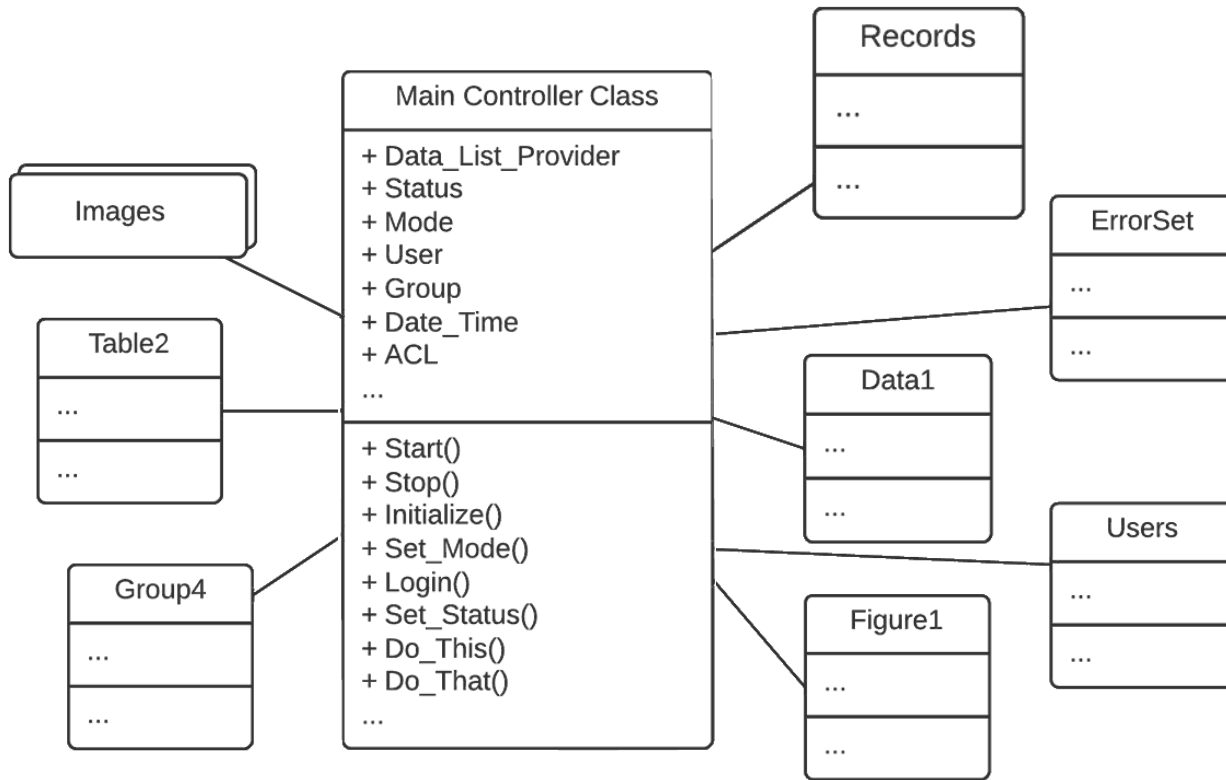 Records
...
...
Main Controller Class
+ Data_List_Provider
+ Status
+ Mode
+ User
+ Group
+ Date_Time
+ ACL
...
+ Start()
+ Stop()
+ Initialize()
+ Set_Mode()
+ Login()
+ Set_Status()
+ Do_This()
+ Do_That()
...
Images
Table2
...
...
Group4
...
...
ErrorSet
...
...
Data1
...
...
Users
...
...
Figure1
...
...